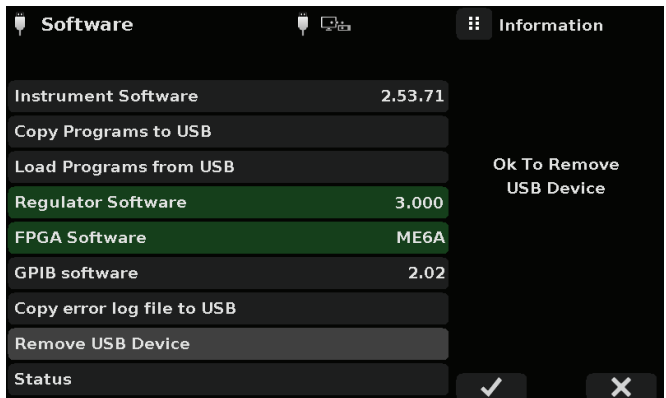 Software
Information
Instrument Software 2.53.71
Copy Programs to USB
Load Programs from USB
Regulator Software 3.000
FPGA Software ME6A
GPIB software 2.02
Copy error log file to USB
Remove USB Device
Status
Ok To Remove
USB Device